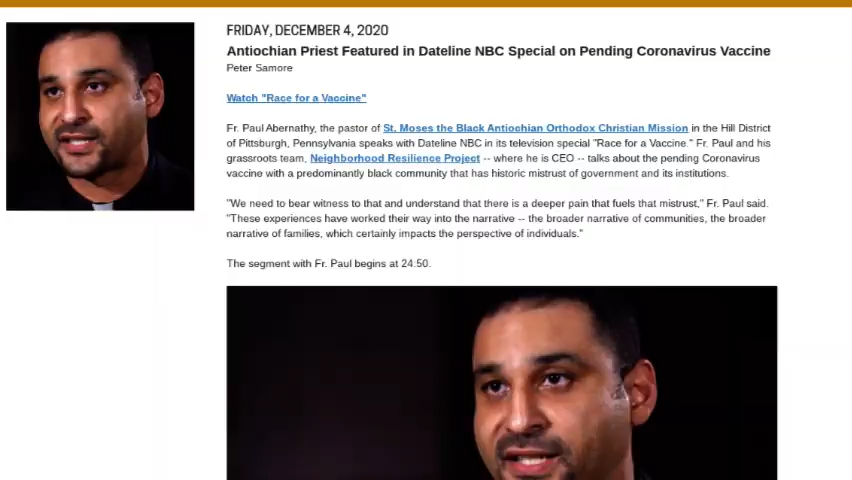 FRIDAY, DECEMBER 4, 2020
Antiochian Priest Featured in Dateline NBC Special on Pending Coronavirus Vaccine
Peter Samore
Watch "Race for a Vaccine"
Fr. Paul Abernathy, the pastor of St. Moses the Black Antiochian Orthodox Christian Mission in the Hill District
of Pittsburgh, Pennsylvania speaks with Dateline NBC in its television special "Race for a Vaccine." Fr. Paul and his
grassroots team, Neighborhood Resilience Project -- where he is CEO -- talks about the pending Coronavirus
vaccine with a predominantly black community that has historic mistrust of government and its institutions.
"We need to bear witness to that and understand that there is a deeper pain that fuels that mistrust," Fr. Paul said.
"These experiences have worked their way into the narrative -- the broader narrative of communities, the broader
narrative of families, which certainly impacts the perspective of individuals."
The segment with Fr. Paul begins at 24:50.